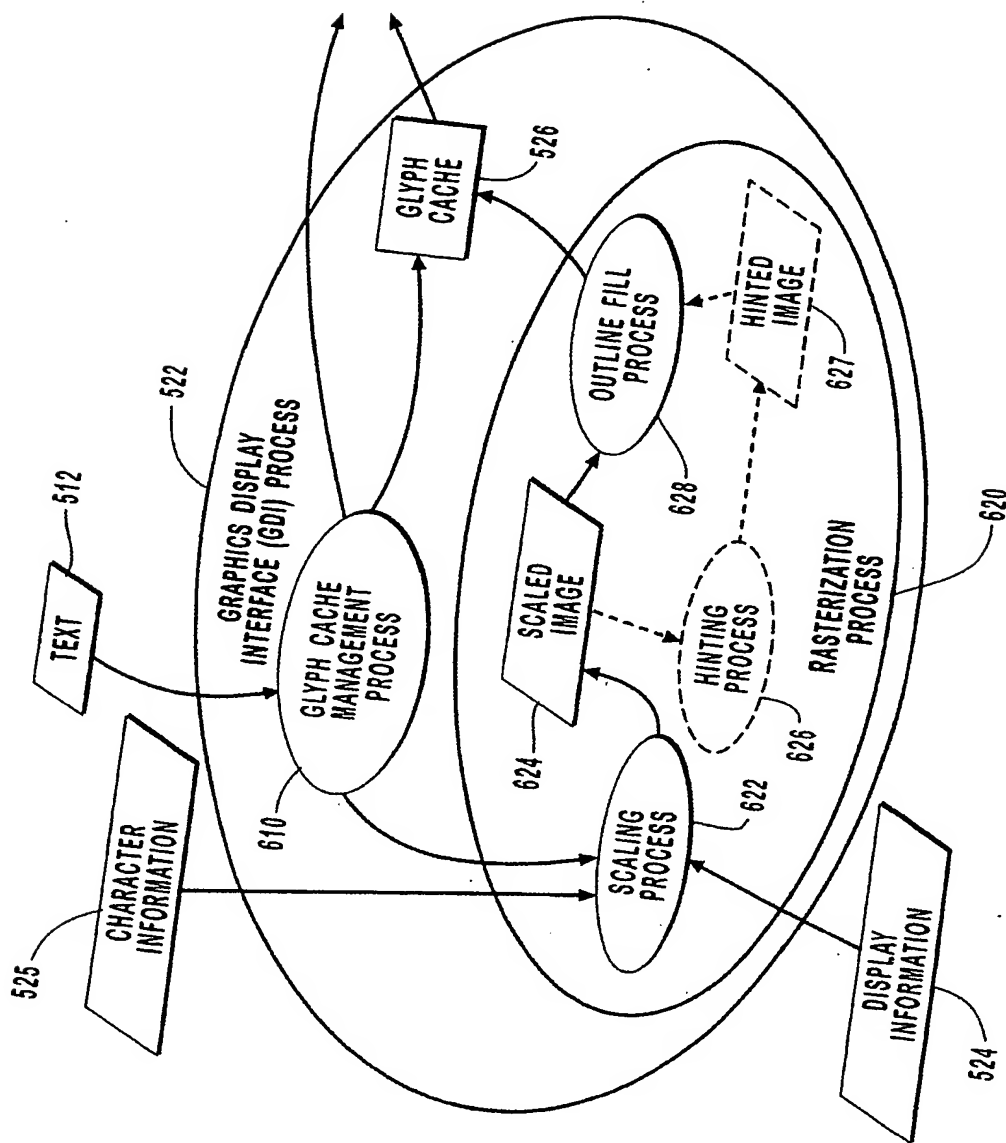 TEXT
512
522
CHARACTER
INFORMATION
525
GRAPHICS DISPLAY
INTERFACE (GDI) PROCESS
GLYPH CACHE
MANAGEMENT
PROCESS
610
GLYPH
CACHE
526
SCALED
IMAGE
624
OUTLINE FILL
PROCESS
628
SCALING
PROCESS
622
HINTING
PROCESS
626
HINTED
IMAGE
627
RASTERIZATION
PROCESS
620
DISPLAY
INFORMATION
524